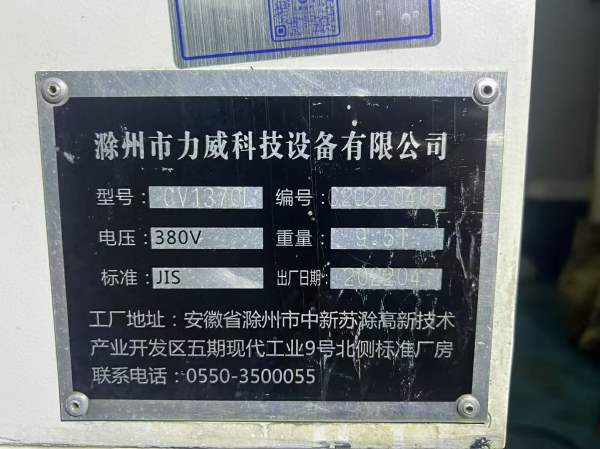 滁州市力威科技设备有限公司
型号: CV1370L 编号:
电压: 380V 重量: 9.5T
标准: JIS 出厂日期: 202204
工厂地址: 安徽省滁州市中新苏滁高新技术
产业开发区五期现代工业9号北侧标准厂房
联系电话: 0550-3500055